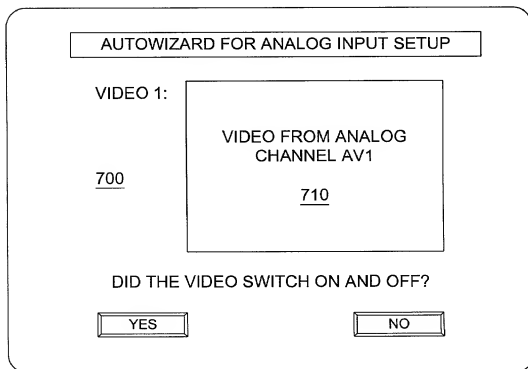 AUTOWIZARD FOR ANALOG INPUT SETUP
VIDEO 1:
VIDEO FROM ANALOG
CHANNEL AV1
700
710
DID THE VIDEO SWITCH ON AND OFF?
YES
NO